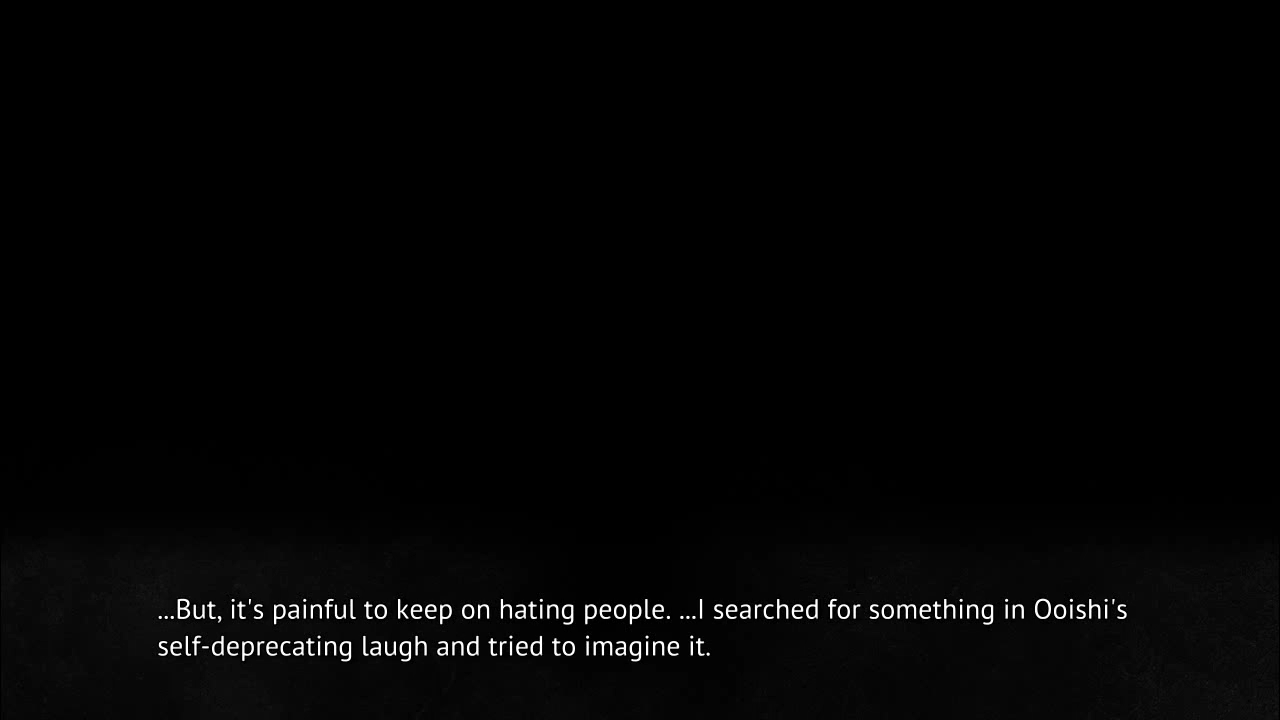 ...But, it's painful to keep on hating people. ...I searched for something in Ooishi's
self-deprecating laugh and tried to imagine it.